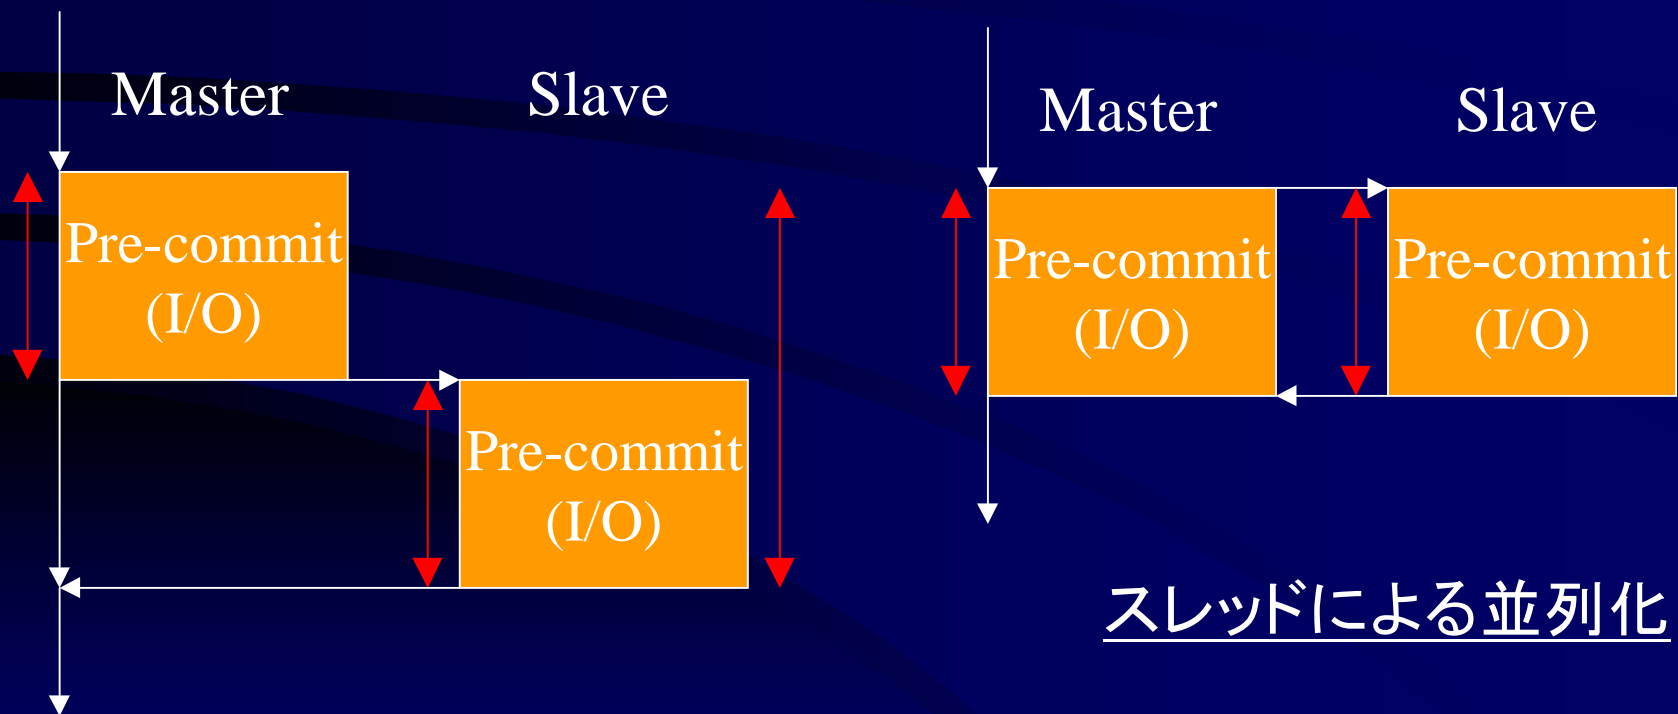 Master
Slave
Pre-commit
(I/O)
Pre-commit
(I/O)
Master
Slave
Pre-commit
(I/O)
Pre-commit
(I/O)
スレッドによる並列化